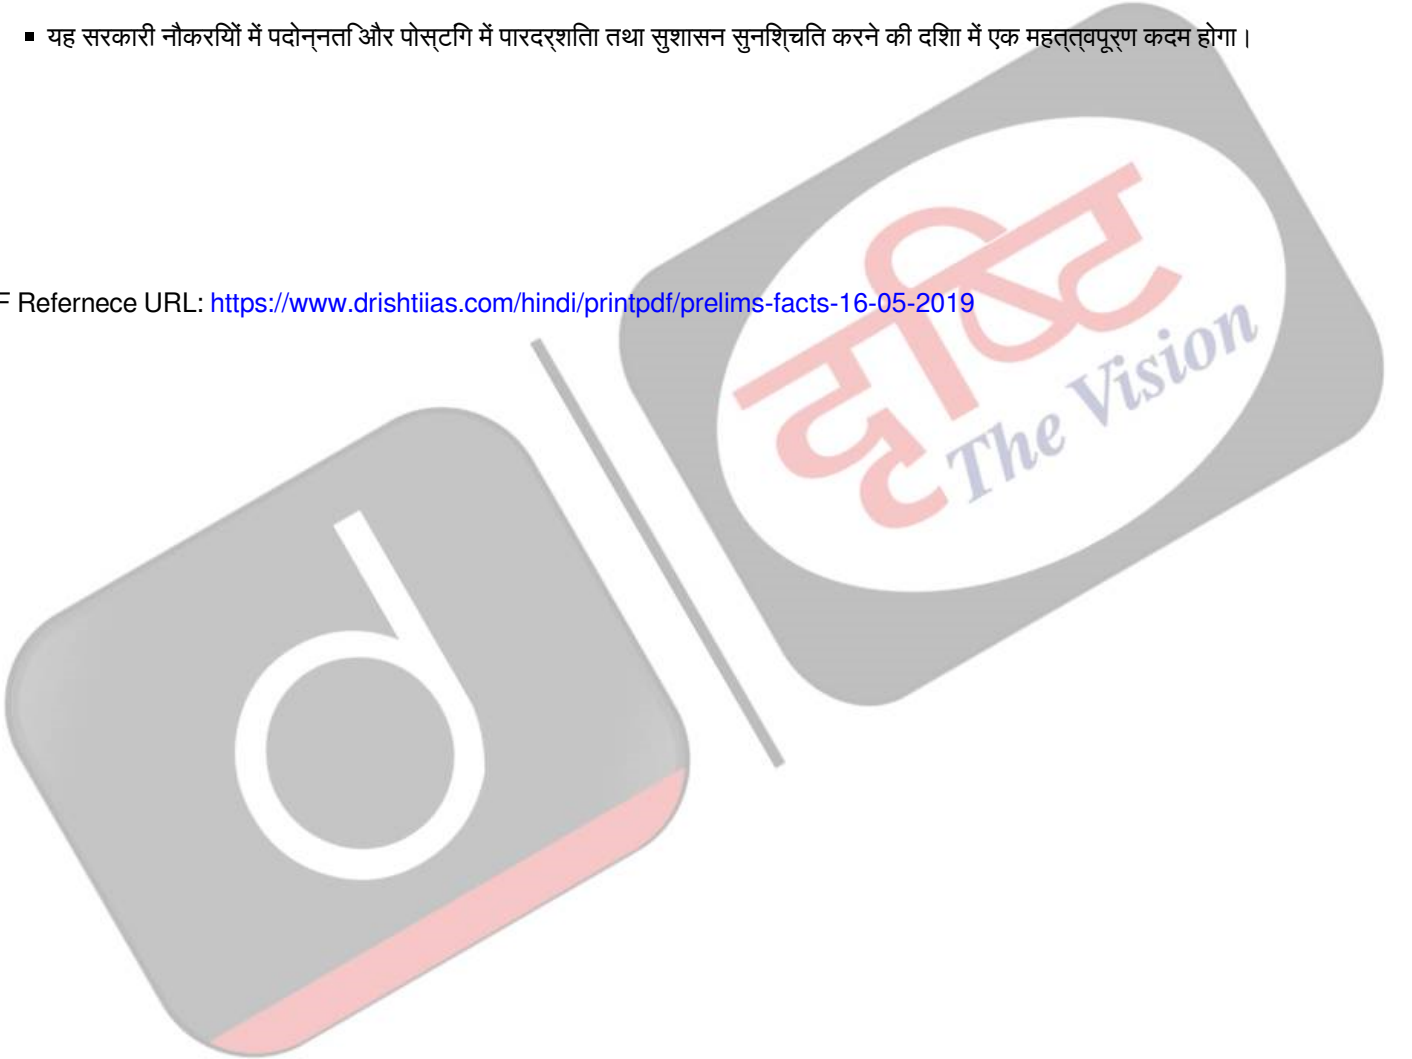 ▪ यह सरकारी नौकरियों में पदोन्नति और पोस्टिंग में पारदर्शिता तथा सुशासन सुनिश्चित करने की दिशा में एक महत्त्वपूर्ण कदम होगा।
F Refernece URL: https://www.drishtiias.com/hindi/printpdf/prelims-facts-16-05-2019
दृष्टि
The Vision
d